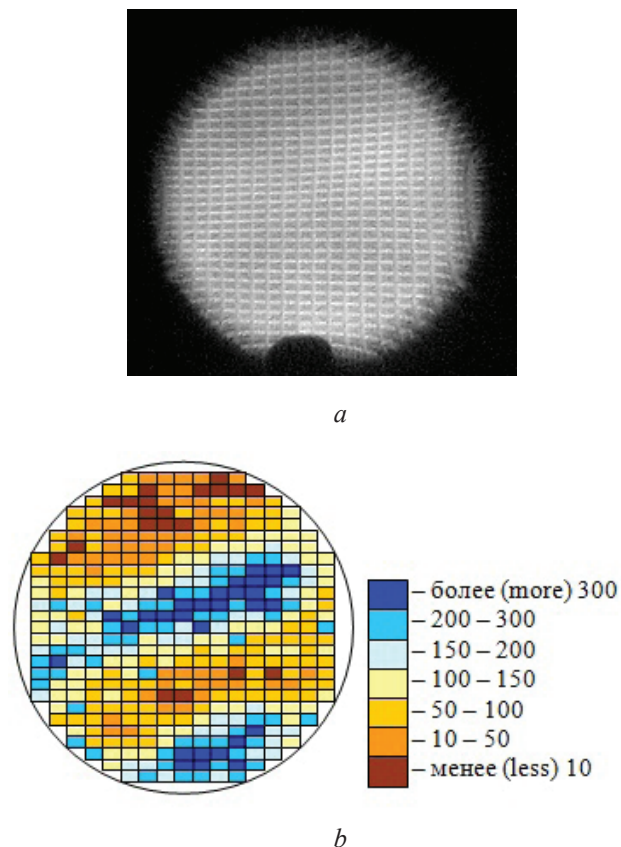 a
– более (more) 300
– 200 – 300
– 150 – 200
– 100 – 150
– 50 – 100
– 10 – 50
– менее (less) 10
b